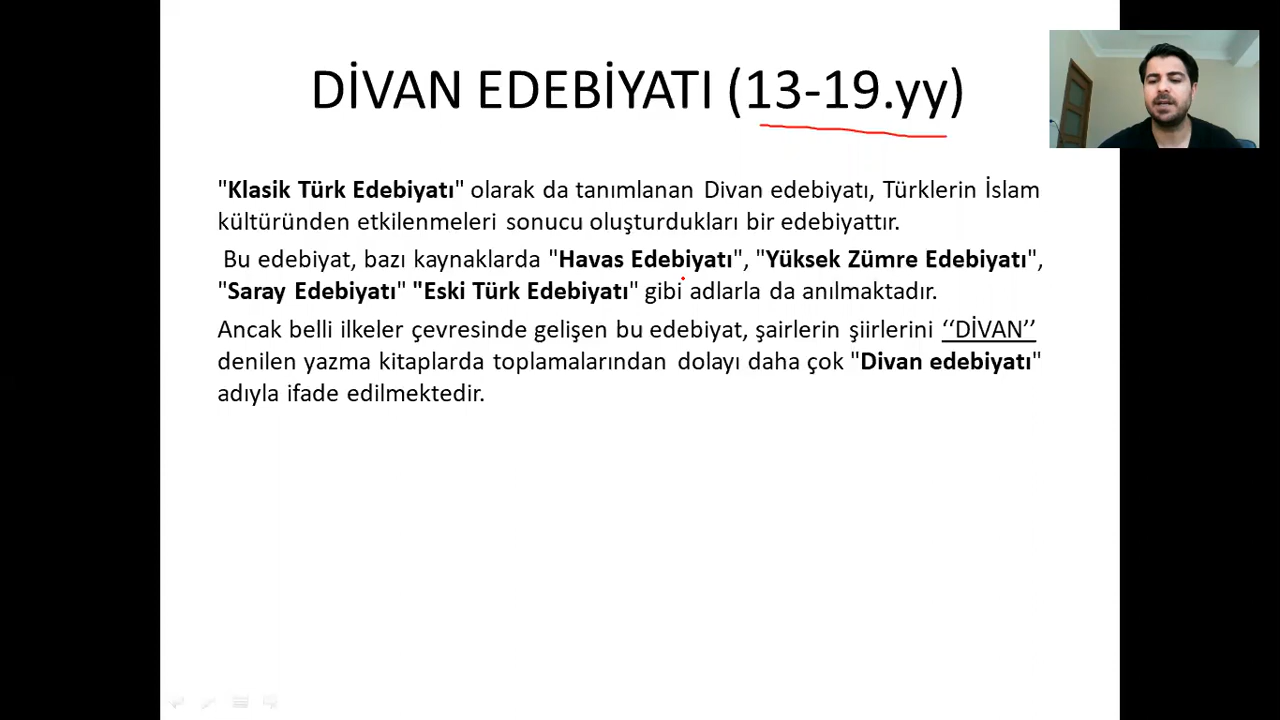 DİVAN EDEBİYATI (13-19.yy)
"Klasik Türk Edebiyatı" olarak da tanımlanan Divan edebiyatı, Türklerin İslam
kültüründen etkilenmeleri sonucu oluşturdukları bir edebiyattır.
Bu edebiyat, bazı kaynaklarda "Havas Edebiyatı", "Yüksek Zümre Edebiyatı",
"Saray Edebiyatı" "Eski Türk Edebiyatı" gibi adlarla da anılmaktadır.
Ancak belli ilkeler çevresinde gelişen bu edebiyat, şairlerin şiirlerini ‘‘DİVAN’’
denilen yazma kitaplarda toplamalarından dolayı daha çok "Divan edebiyatı"
adıyla ifade edilmektedir.